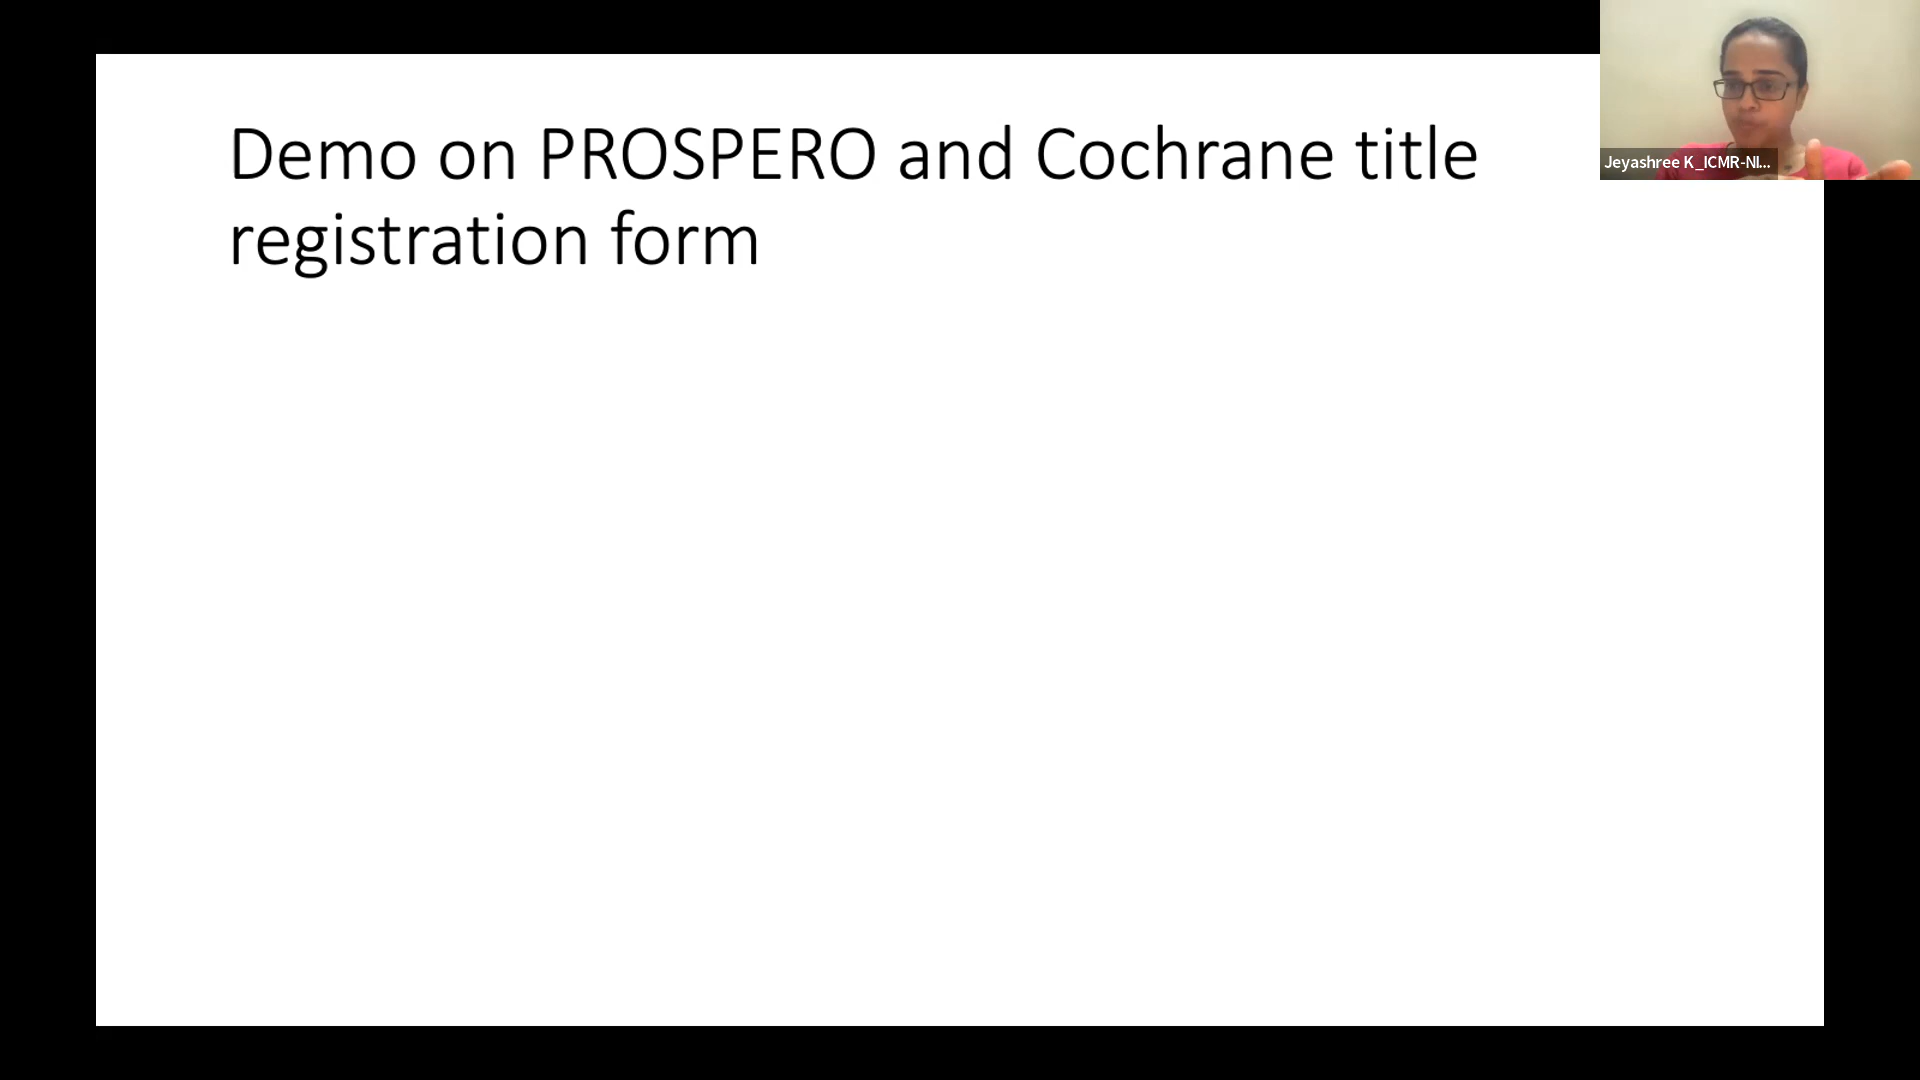 Demo on PROSPERO and Cochrane title
registration form
Jeyashree K_ICMR-NI...